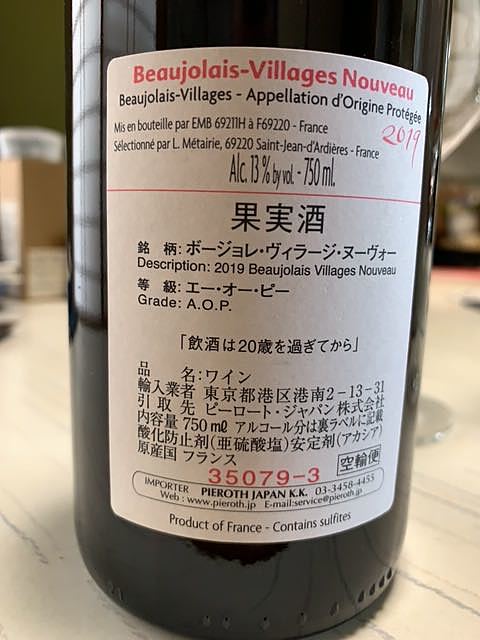 Beaujolais-Villages Nouveau
Beaujolais-Villages - Appellation d'Origine Protégée
2019
Mis en bouteille par EMB 69211H à F69220 - France
Sélectionné par L. Métairie, 69220 Saint-Jean-d'Ardières - France
Alc. 13 % by vol. - 750 ml.
果実酒
銘 柄: ボージョレ・ヴィラージ・ヌーヴォー
Description: 2019 Beaujolais Villages Nouveau
等 級: エー・オー・ピー
Grade: A.O.P.
「飲酒は20歳を過ぎてから」
品 名:ワイン
輸入業者 東京都港区港南2-13-31
引取先 ピーロート・ジャパン株式会社
内容量 750㎖ アルコール分は裏ラベルに記載
酸化防止剤(亜硫酸塩)安定剤(アカシア)
原産国 フランス
空輸便
35079-3
IMPORTER PIEROTH JAPAN K.K. 03-3458-4455
Web : www.pieroth.jp E-mail:service@pieroth.jp
Product of France - Contains sulfites